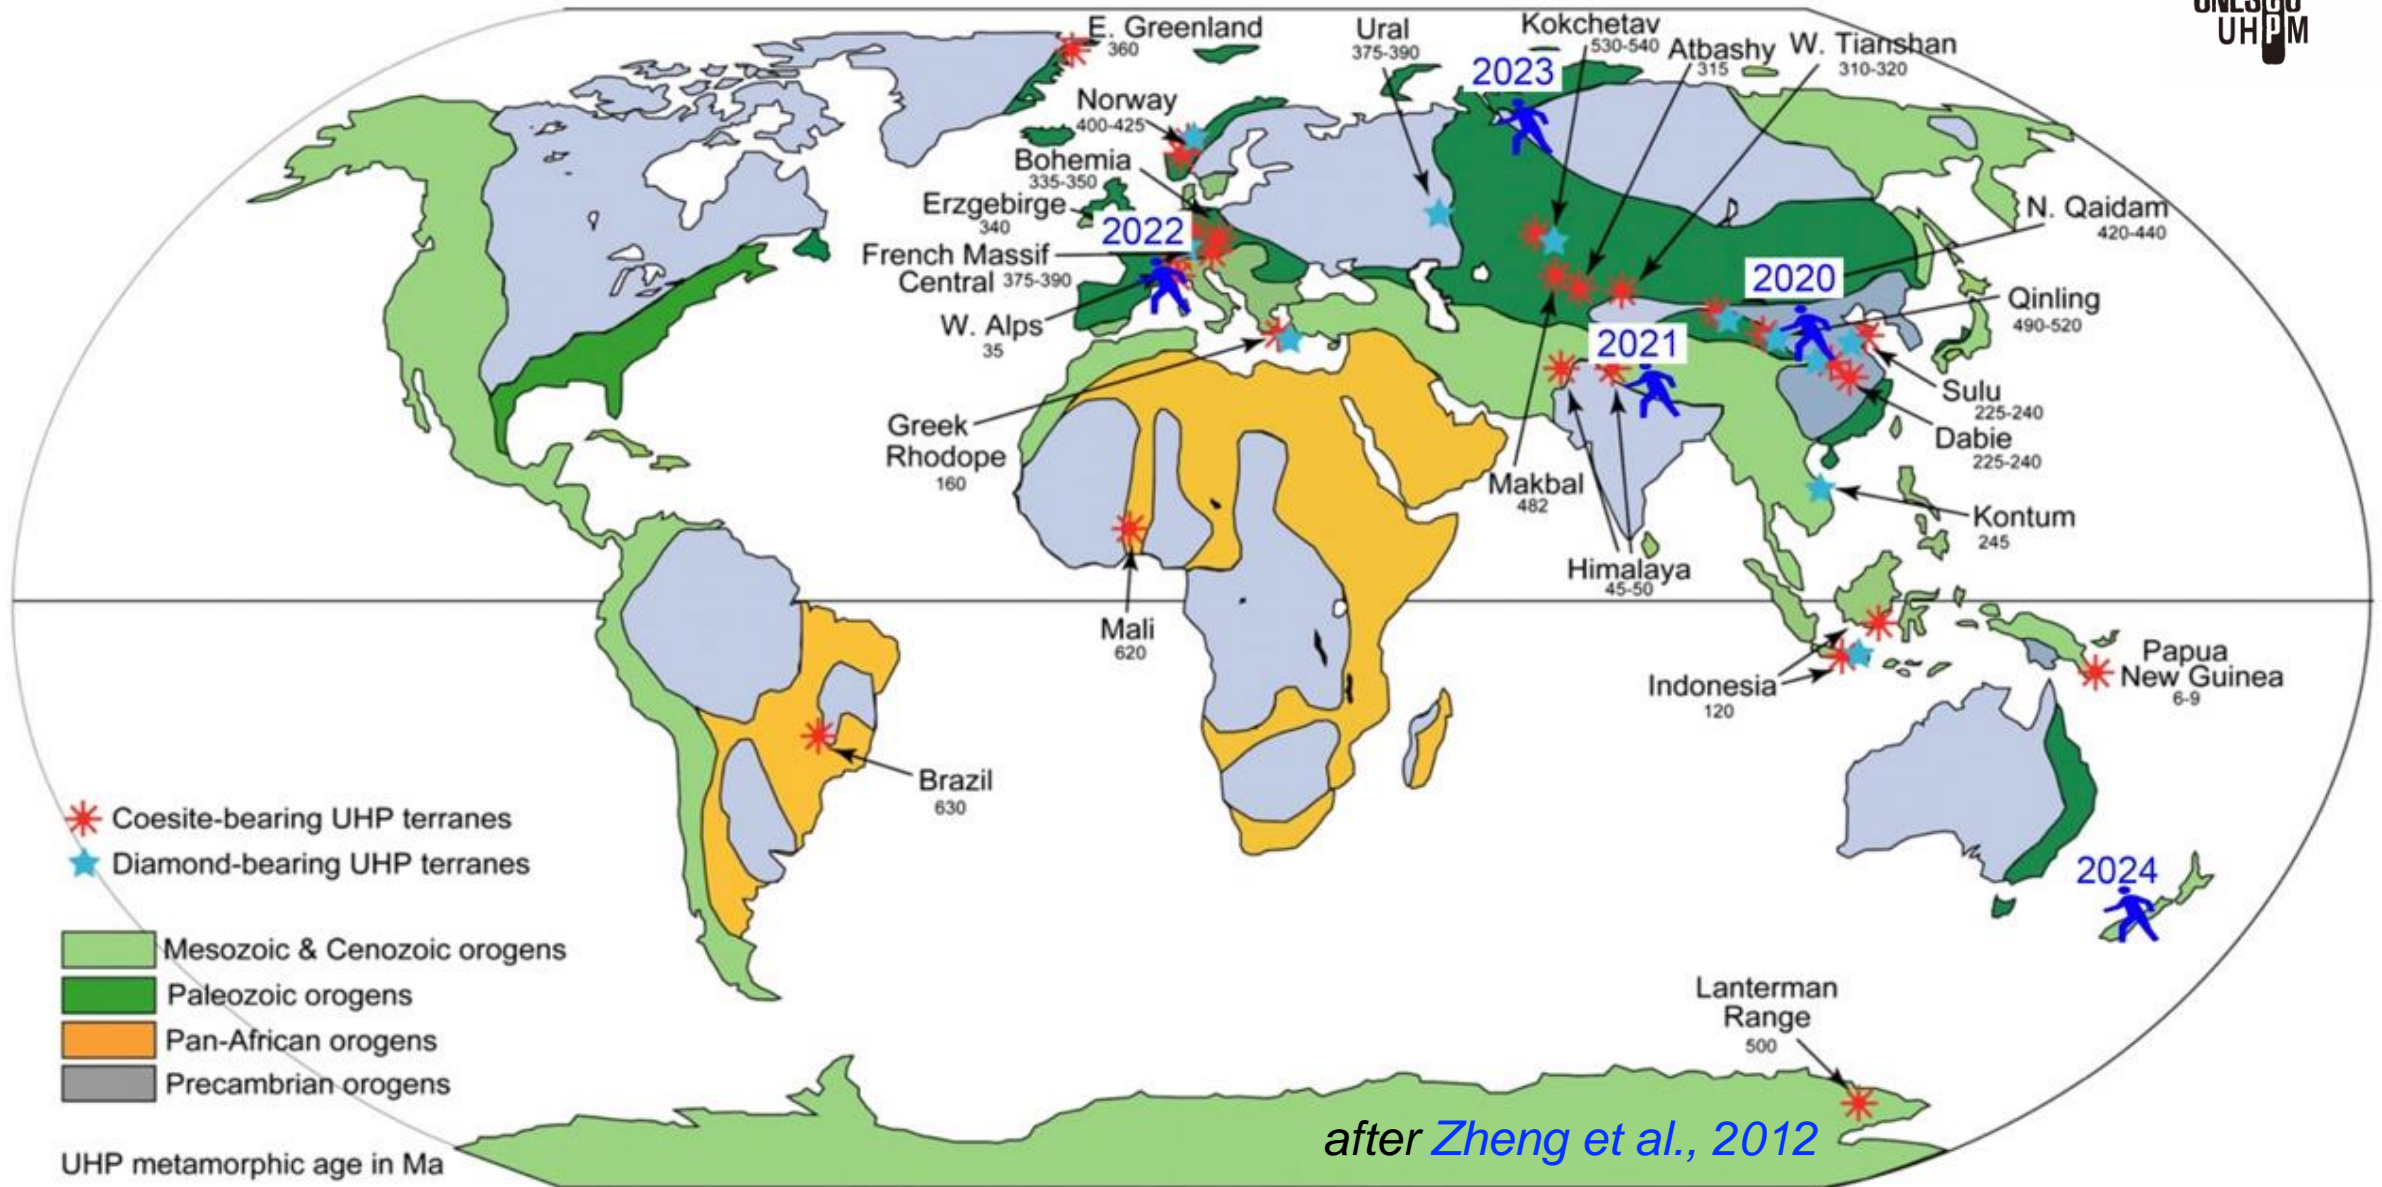 UNESCO
UHPM
E. Greenland
360
Ural
375-390
Kokchetav
530-540
Atbashy
315
W. Tianshan
310-320
2023
Norway
400-425
Bohemia
335-350
Erzgebirge
340
2022
French Massif
Central 375-390
W. Alps
35
N. Qaidam
420-440
2020
Qinling
490-520
2021
Sulu
225-240
Dabie
225-240
Greek
Rhodope
160
Makbal
482
Kontum
245
Himalaya
45-50
Mali
620
Indonesia
120
Papua
New Guinea
6-9
Brazil
630
2024
Coesite-bearing UHP terranes
Diamond-bearing UHP terranes
Mesozoic & Cenozoic orogens
Paleozoic orogens
Pan-African orogens
Precambrian orogens
UHP metamorphic age in Ma
Lanterman
Range
500
after Zheng et al., 2012